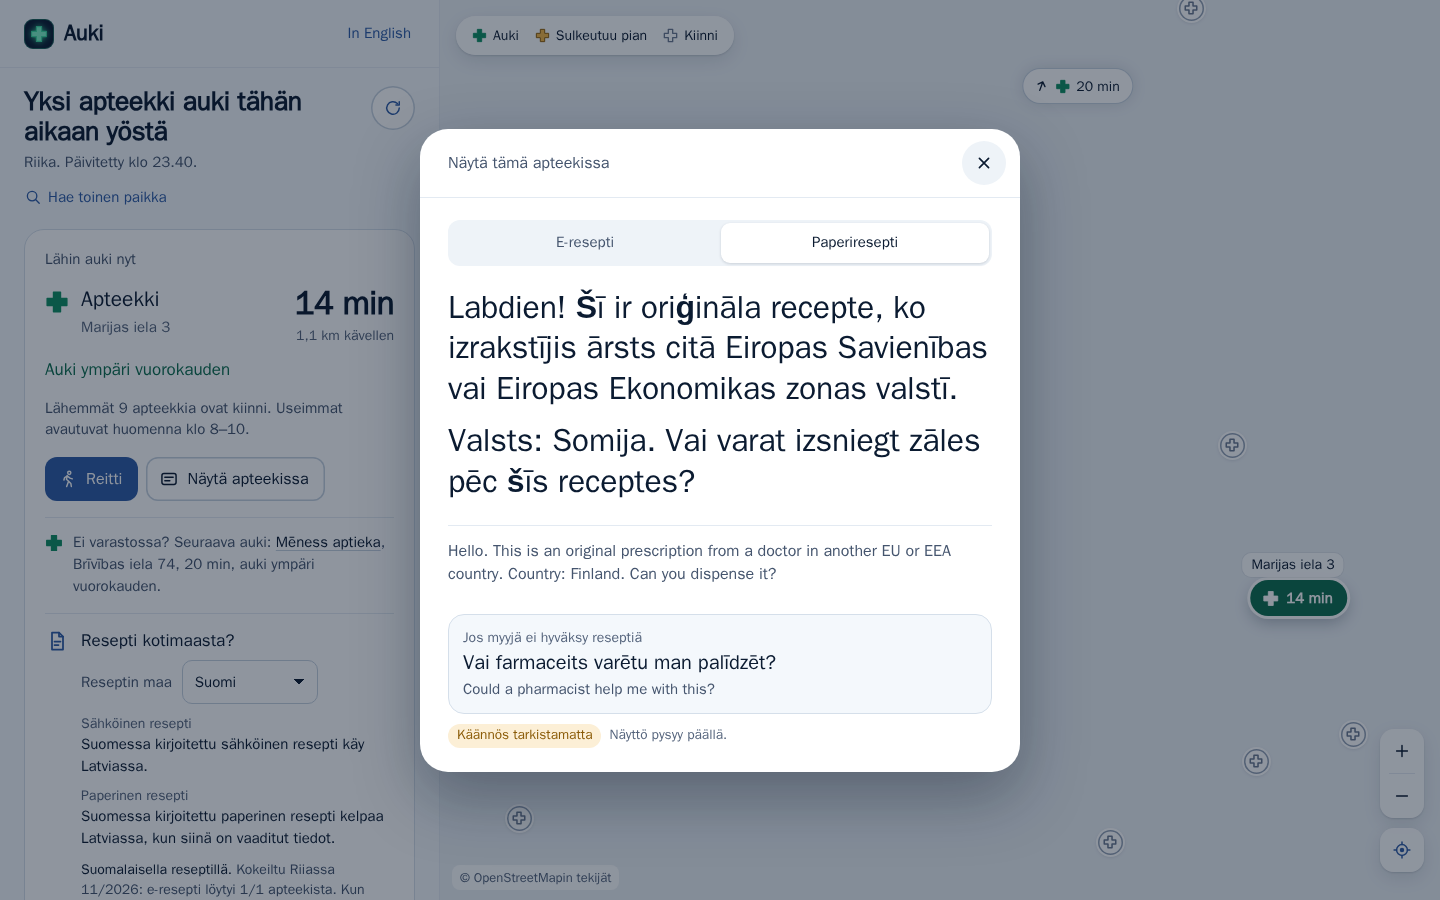 Auki
In English
Yksi apteekki auki tähän
aikaan yöstä
Riika. Päivitetty klo 23.40.
Hae toinen paikka
Lähin auki nyt
Apteekki
14 min
Marijas iela 3
1,1 km kävellen
Auki ympäri vuorokauden
Lähemmät 9 apteekkia ovat kiinni. Useimmat
avautuvat huomenna klo 8–10.
Reitti
Näytä apteekissa
Ei varastossa? Seuraava auki: Mēness aptieka,
Brīvības iela 74, 20 min, auki ympäri
vuorokauden.
Resepti kotimaasta?
Reseptin maa
Suomi
Sähköinen resepti
Suomessa kirjoitettu sähköinen resepti käy
Latviassa.
Paperinen resepti
Suomessa kirjoitettu paperinen resepti kelpaa
Latviassa, kun siinä on vaaditut tiedot.
Suomalaisella reseptillä. Kokeiltu Riiassa
11/2026: e-resepti löytyi 1/1 apteekista. Kun
Auki
Sulkeutuu pian
Kiinni
20 min
Näytä tämä apteekissa
E-resepti
Paperiresepti
Labdien! Šī ir oriģināla recepte, ko
izrakstījis ārsts citā Eiropas Savienības
vai Eiropas Ekonomikas zonas valstī.
Valsts: Somija. Vai varat izsniegt zāles
pēc šīs receptes?
Hello. This is an original prescription from a doctor in another EU or EEA
country. Country: Finland. Can you dispense it?
Jos myyjä ei hyväksy reseptiä
Vai farmaceits varētu man palīdzēt?
Could a pharmacist help me with this?
Käännös tarkistamatta
Näyttö pysyy päällä.
Marijas iela 3
14 min
© OpenStreetMapin tekijät